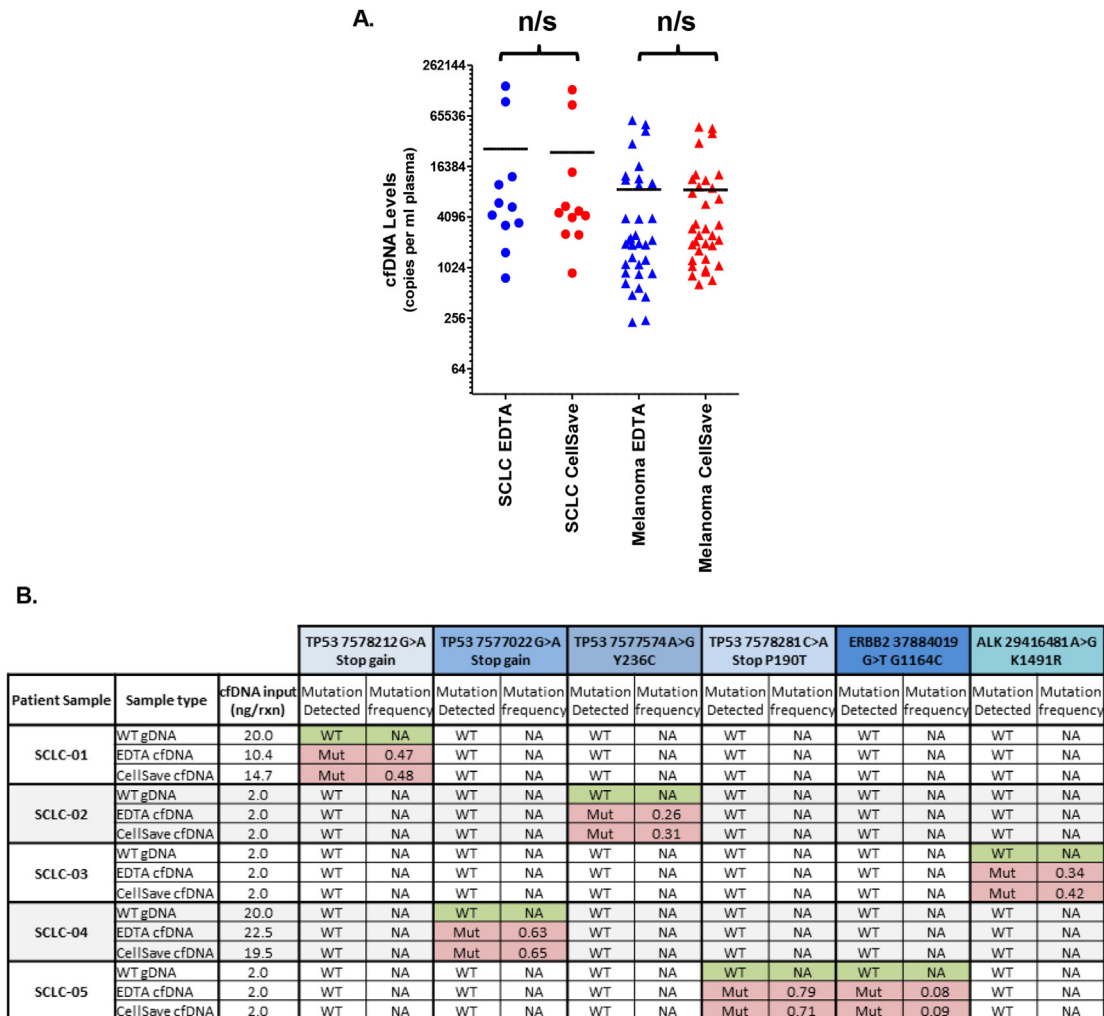 A.
n/s n/s
262144
65536
16384
4096
1024
256
64
cfDNA Levels
(copies per ml plasma)
SCLC EDTA
SCLC CellSave
Melanoma EDTA
Melanoma CellSave
B.
TP53 7578212 G>A Stop gain TP53 7577022 G>A Stop gain TP53 7577574 A>G Y236C TP53 7578281 C>A Stop P190T ERBB2 37884019 G>T G1164C ALK 29416481 A>G K1491R
Patient Sample Sample type cfDNA input (ng/rxn) Mutation Detected Mutation frequency Mutation Detected Mutation frequency Mutation Detected Mutation frequency Mutation Detected Mutation frequency Mutation Detected Mutation frequency Mutation Detected Mutation frequency
SCLC-01
WT gDNA 20.0 WT NA WT NA WT NA WT NA WT NA WT NA
EDTA cfDNA 10.4 Mut 0.47 WT NA WT NA WT NA WT NA WT NA
CellSave cfDNA 14.7 Mut 0.48 WT NA WT NA WT NA WT NA WT NA
SCLC-02
WT gDNA 2.0 WT NA WT NA WT NA WT NA WT NA WT NA
EDTA cfDNA 2.0 WT NA WT NA Mut 0.26 WT NA WT NA WT NA
CellSave cfDNA 2.0 WT NA WT NA Mut 0.31 WT NA WT NA WT NA
SCLC-03
WT gDNA 2.0 WT NA WT NA WT NA WT NA WT NA WT NA
EDTA cfDNA 2.0 WT NA WT NA WT NA WT NA WT NA Mut 0.34
CellSave cfDNA 2.0 WT NA WT NA WT NA WT NA WT NA Mut 0.42
SCLC-04
WT gDNA 20.0 WT NA WT NA WT NA WT NA WT NA WT NA
EDTA cfDNA 22.5 WT NA Mut 0.63 WT NA WT NA WT NA WT NA
CellSave cfDNA 19.5 WT NA Mut 0.65 WT NA WT NA WT NA WT NA
SCLC-05
WT gDNA 2.0 WT NA WT NA WT NA WT NA WT NA WT NA
EDTA cfDNA 2.0 WT NA WT NA WT NA Mut 0.79 Mut 0.08 WT NA
CellSave cfDNA 2.0 WT NA WT NA WT NA Mut 0.71 Mut 0.09 WT NA